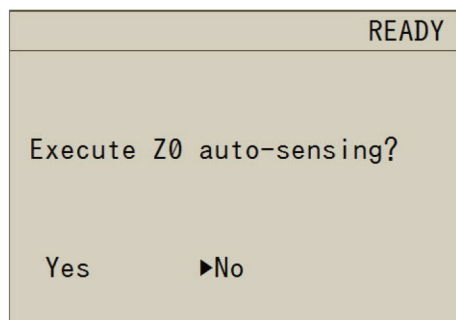 READY
Execute Z0 auto-sensing?
Yes ▶No